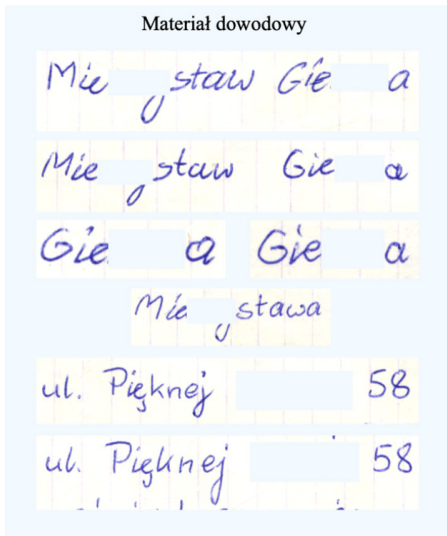 Materiał dowodowy
Mie staw Gie a
Mie staw Gie a
Gie a Gie a
Mie stawa
ul. Pięknej 58
ul. Pięknej 58